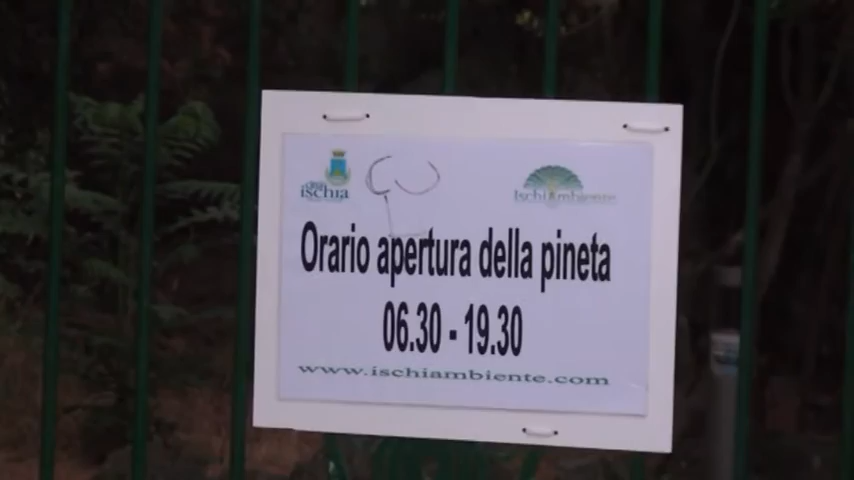 ischia
IschiAmbiente
Orario apertura della pineta
06.30 - 19.30
www.ischiambiente.com